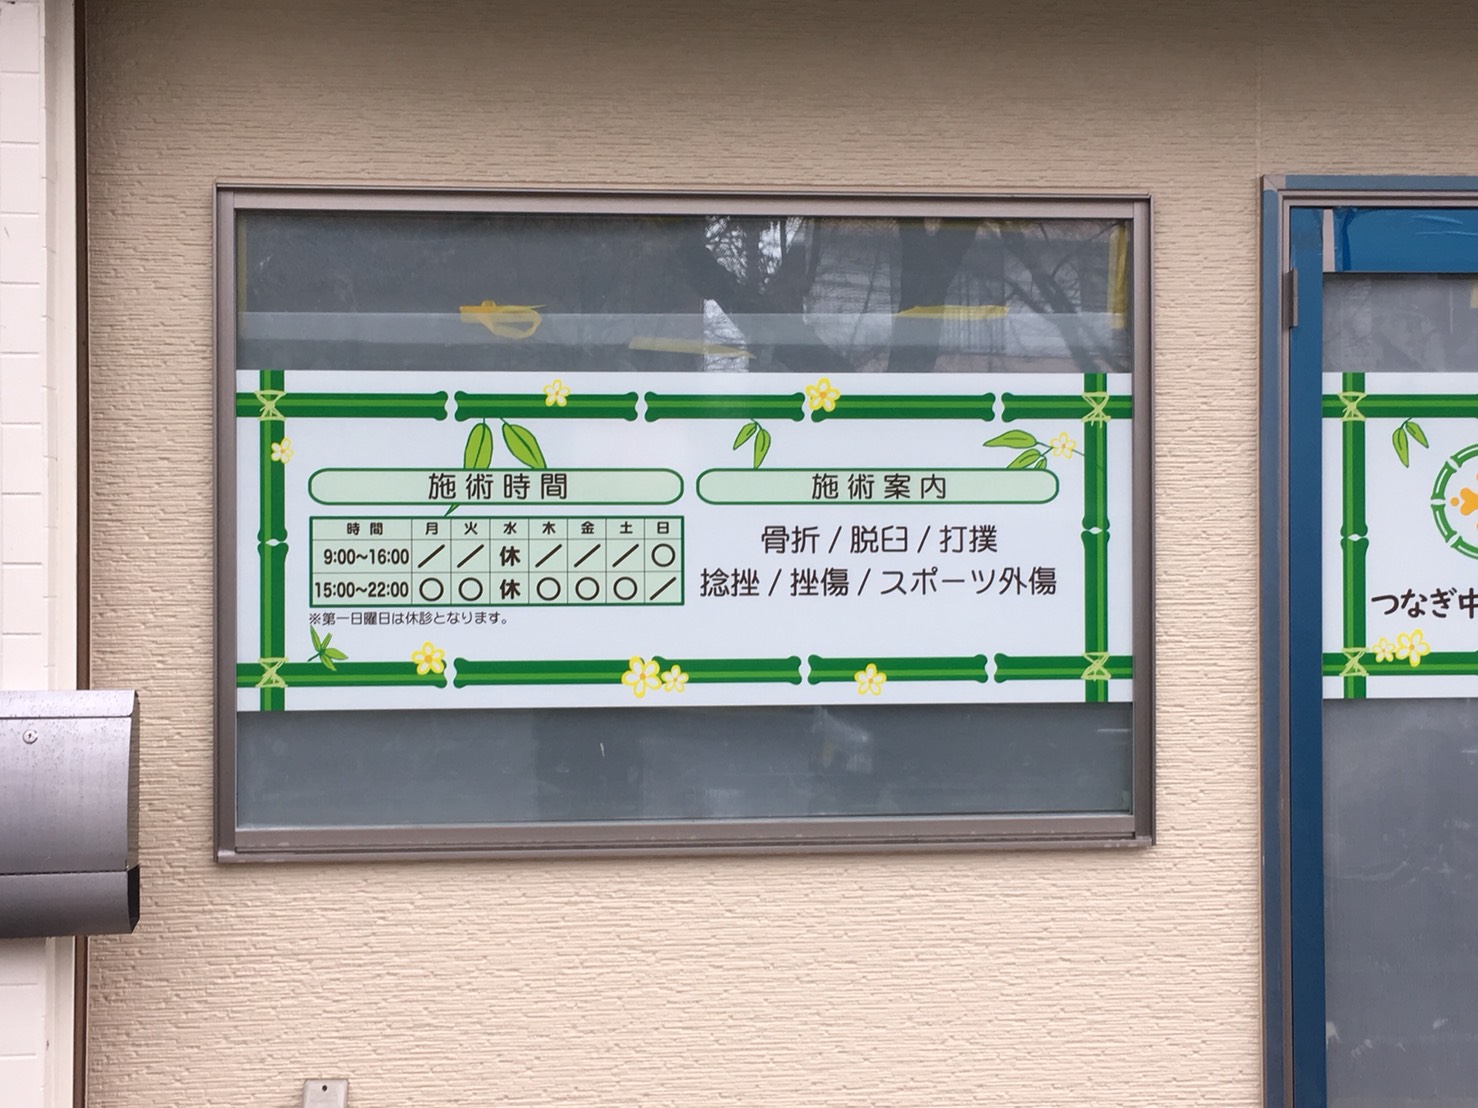 施術時間
時間 月 火 水 木 金 土 日
9:00~16:00 / / 休 / / / ○
15:00~22:00 ○ ○ 休 ○ ○ ○ /
※第一日曜日は休診となります。
施術案内
骨折 / 脱臼 / 打撲
捻挫 / 挫傷 / スポーツ外傷
つなぎ中